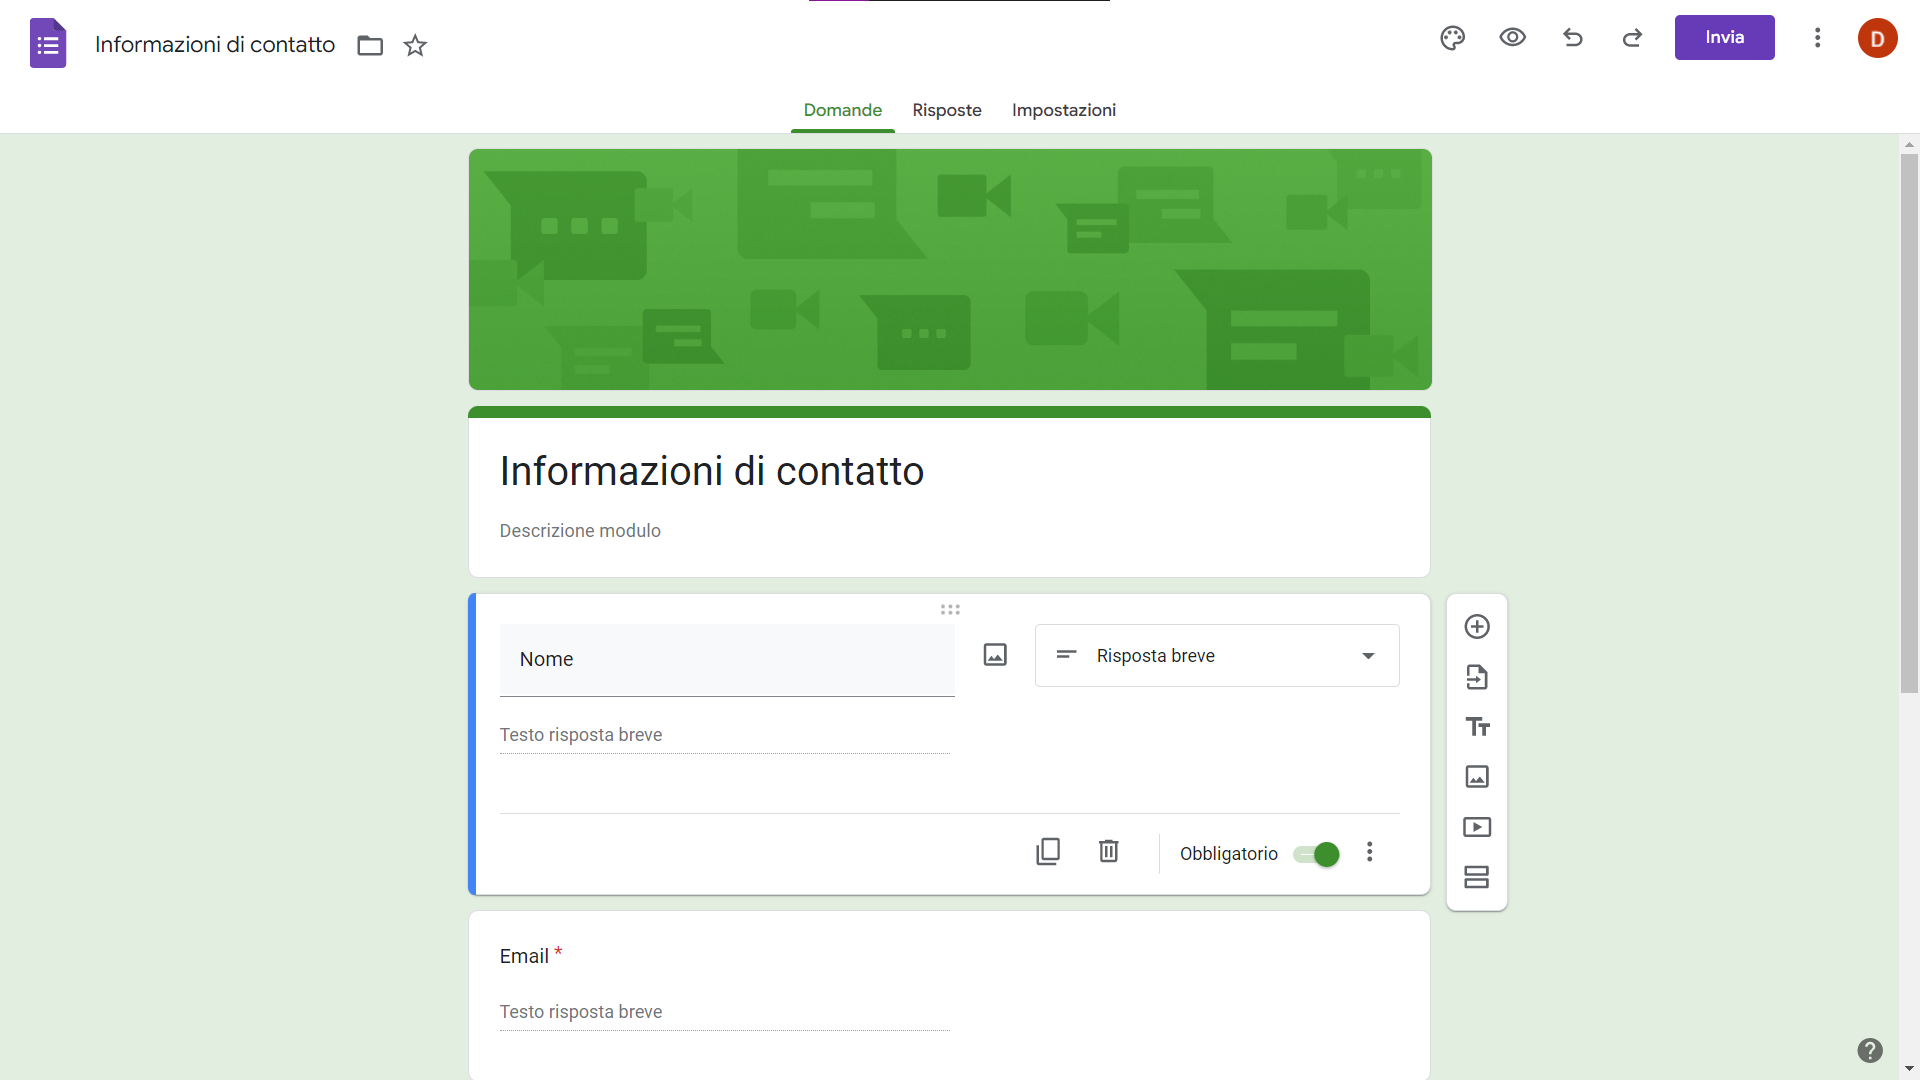 Informazioni di contatto
Invia
D
Domande Risposte Impostazioni
Informazioni di contatto
Descrizione modulo
Nome
Risposta breve
Testo risposta breve
Obbligatorio
Email *
Testo risposta breve